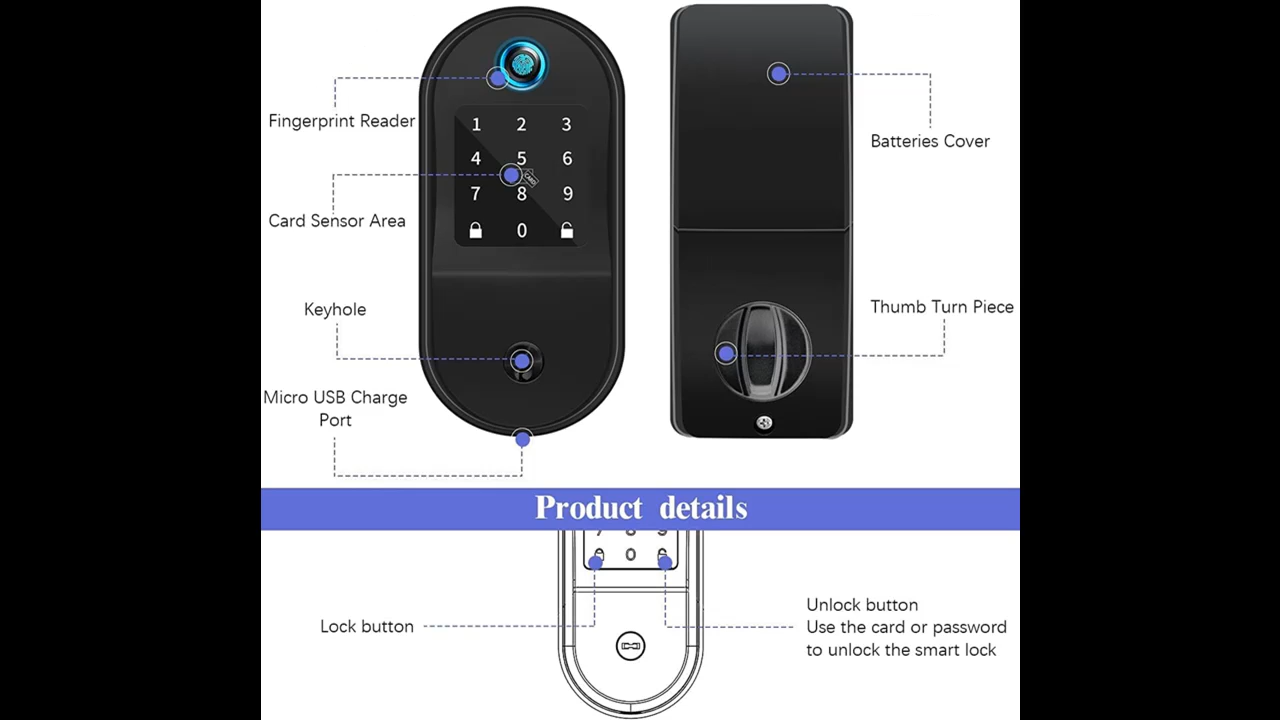 Fingerprint Reader
1 2 3
4 5 6
CARD
7 8 9
0
Card Sensor Area
Keyhole
Micro USB Charge
Port
Batteries Cover
Thumb Turn Piece
Product details
0
Lock button
Unlock button
Use the card or password
to unlock the smart lock